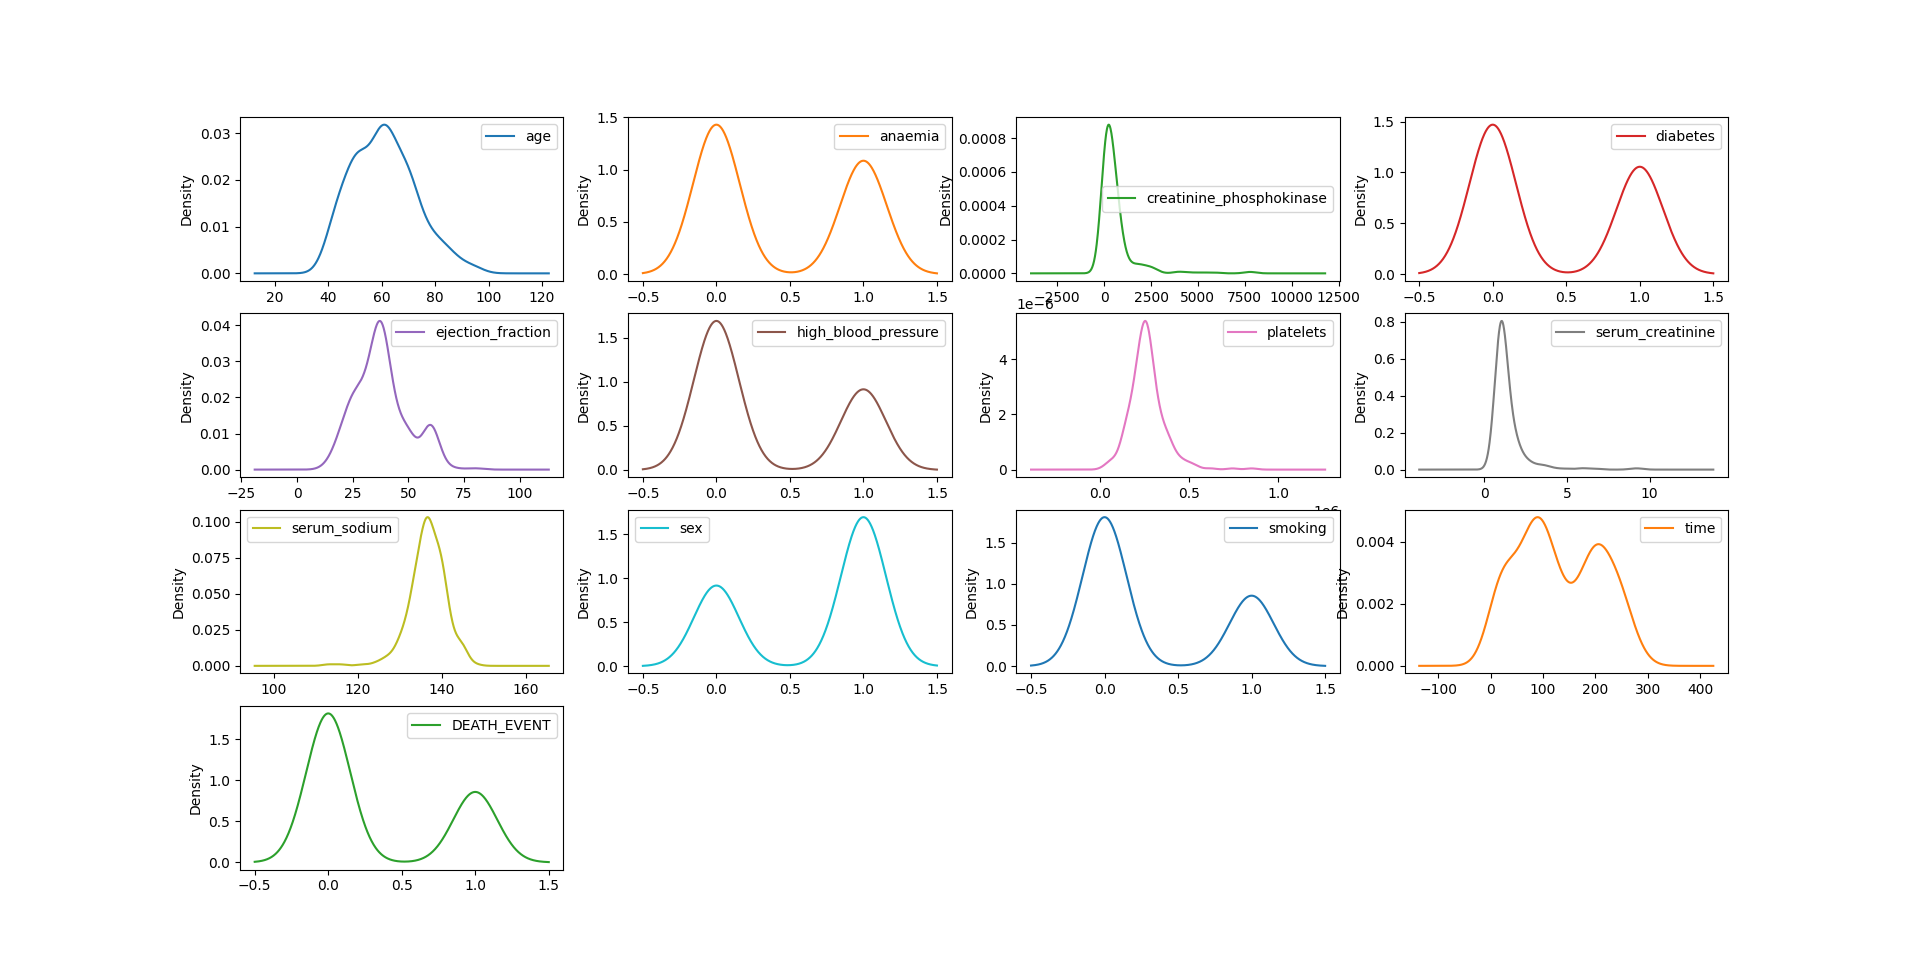 age
Density
0.03
0.02
0.01
0.00
20 40 60 80 100 120
anaemia
Density
1.5
1.0
0.5
0.0
−0.5 0.0 0.5 1.0 1.5
creatinine_phosphokinase
Density
0.0008
0.0006
0.0004
0.0002
0.0000
−2500 0 2500 5000 7500 10000 12500
diabetes
Density
1.5
1.0
0.5
0.0
−0.5 0.0 0.5 1.0 1.5
ejection_fraction
Density
0.04
0.03
0.02
0.01
0.00
−25 0 25 50 75 100
high_blood_pressure
Density
1.5
1.0
0.5
0.0
−0.5 0.0 0.5 1.0 1.5
1e−6
platelets
Density
4
2
0
0.0 0.5 1.0
1e6
serum_creatinine
Density
0.8
0.6
0.4
0.2
0.0
0 5 10
serum_sodium
Density
0.100
0.075
0.050
0.025
0.000
100 120 140 160
sex
Density
1.5
1.0
0.5
0.0
−0.5 0.0 0.5 1.0 1.5
smoking
Density
1.5
1.0
0.5
0.0
−0.5 0.0 0.5 1.0 1.5
time
Density
0.004
0.002
0.000
−100 0 100 200 300 400
DEATH_EVENT
Density
1.5
1.0
0.5
0.0
−0.5 0.0 0.5 1.0 1.5